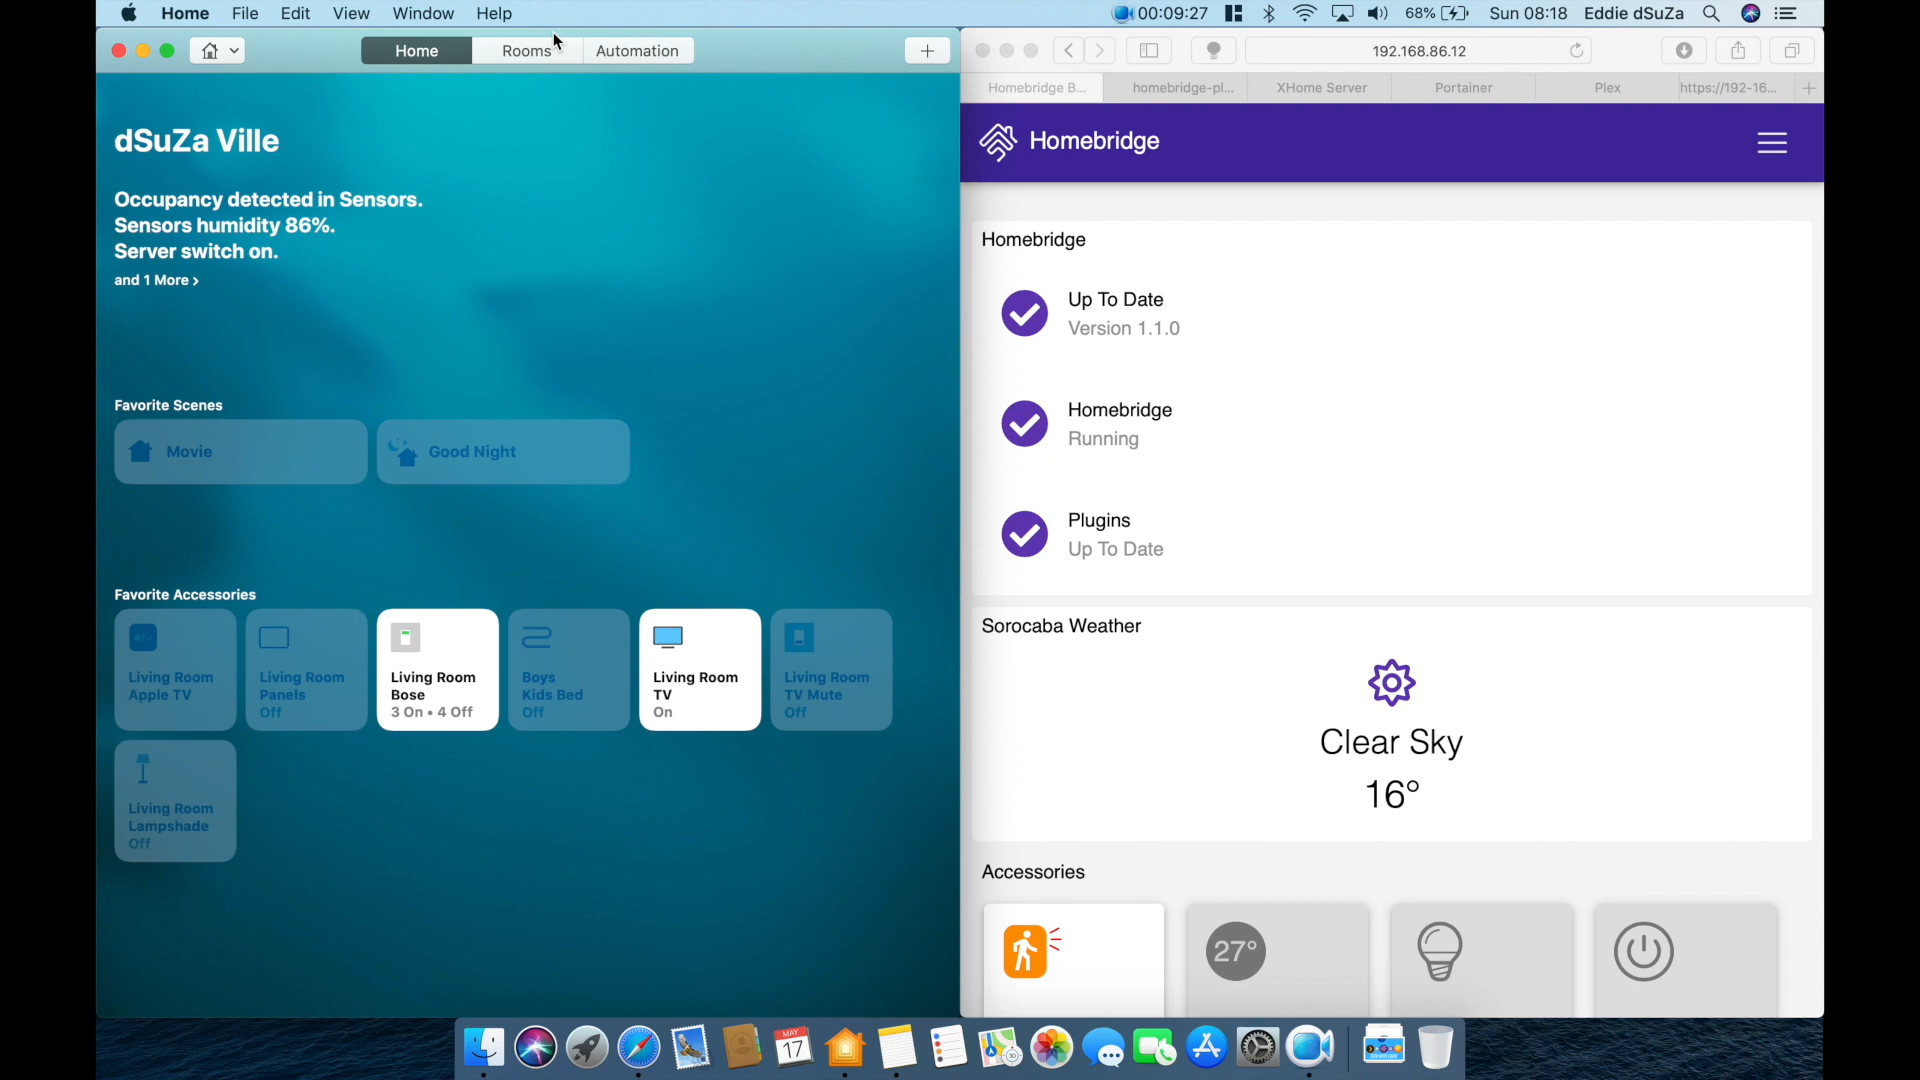 Home File Edit View Window Help
00:09:27 68% Sun 08:18 Eddie dSuZa
Home Rooms Automation
192.168.86.12
Homebridge B... homebridge-pl... XHome Server Portainer Plex https://192-16...
Homebridge
dSuZa Ville
Occupancy detected in Sensors.
Sensors humidity 86%.
Server switch on.
and 1 More >
Favorite Scenes
Movie
Good Night
Favorite Accessories
Living Room
Apple TV
Living Room
Panels
Off
Living Room
Bose
3 On • 4 Off
Boys
Kids Bed
Off
Living Room
TV
On
Living Room
TV Mute
Off
Living Room
Lampshade
Off
Homebridge
Up To Date
Version 1.1.0
Homebridge
Running
Plugins
Up To Date
Sorocaba Weather
Clear Sky
16°
Accessories
27°
MAY
17